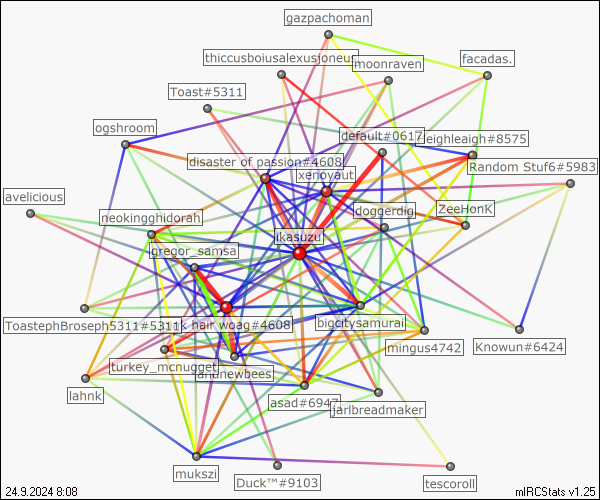 gazpachoman
thiccusboiusalexusjoneus
moonraven
facadas.
Toast#5311
ogshroom
default#0617
leighleaigh#8575
disaster of passion#4608
Random Stuf6#5983
xenoyaut
avelicious
neokingghidorah
doggerdig
ZeeHonK
ikasuzu
gregor_samsa
ToastephBroseph5311#5311
k hair woag#4608
bigcitysamurai
mingus4742
Knowun#6424
turkey_mcnugget
andnewbees
lahnk
asad#6947
jarlbreadmaker
mukszi
Duck™#9103
tescoroll
24.9.2024 8:08
mIRCStats v1.25